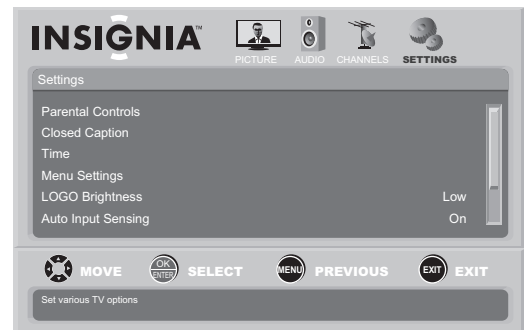 INSIGNIA™
PICTURE AUDIO CHANNELS SETTINGS
Settings
Parental Controls
Closed Caption
Time
Menu Settings
LOGO Brightness Low
Auto Input Sensing On
MOVE OK ENTER SELECT MENU PREVIOUS EXIT EXIT
Set various TV options